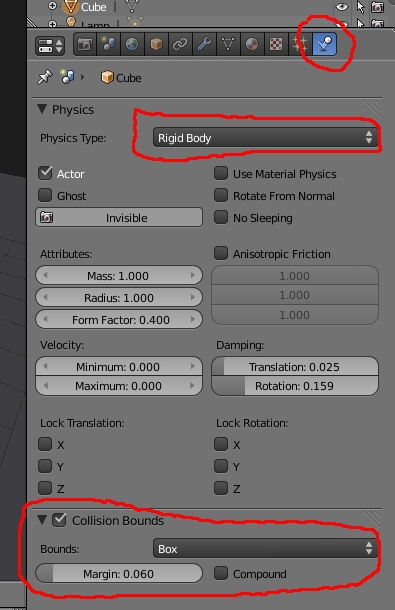 Cube
Lamp
Cube
Physics
Physics Type: Rigid Body
Actor Use Material Physics
Ghost Rotate From Normal
Invisible No Sleeping
Attributes: Anisotropic Friction
Mass: 1.000 1.000
Radius: 1.000 1.000
Form Factor: 0.400 1.000
Velocity: Damping:
Minimum: 0.000 Translation: 0.025
Maximum: 0.000 Rotation: 0.159
Lock Translation: Lock Rotation:
X X
Y Y
Z Z
Collision Bounds
Bounds: Box
Margin: 0.060 Compound